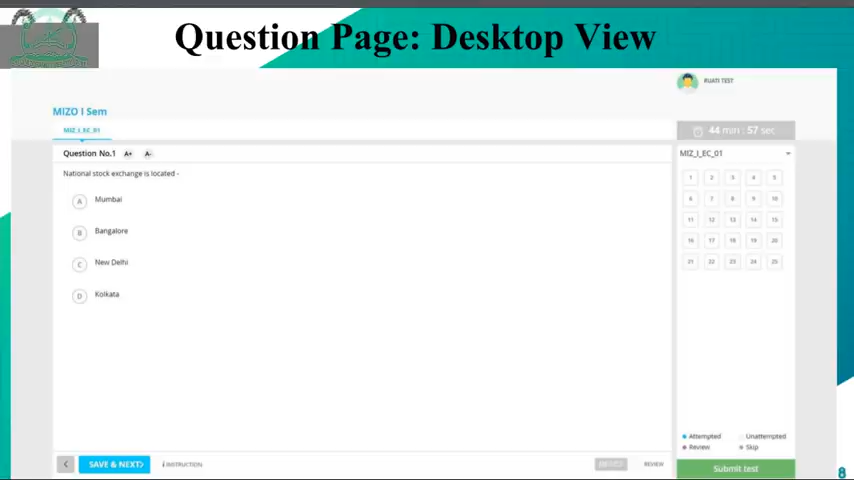 Question Page: Desktop View
RUATI TEST
MIZO I Sem
MIZ_I_EC_01
44 min : 57 sec
Question No.1 A+ A-
MIZ_I_EC_01
National stock exchange is located -
A Mumbai
B Bangalore
C New Delhi
D Kolkata
1 2 3 4 5
6 7 8 9 10
11 12 13 14 15
16 17 18 19 20
21 22 23 24 25
Attempted Unattempted
Review Skip
SAVE & NEXT
INSTRUCTION
REVIEW
Submit test
8